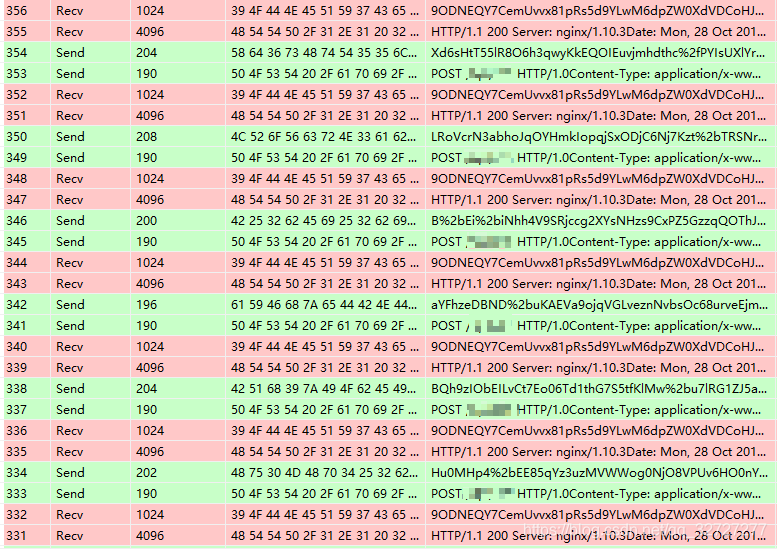 356 Recv 1024 39 4F 44 4E 45 51 59 37 43 65 ... 9ODNEQY7CemUvvx81pRs5d9YLwM6dpZW0XdVDCoHJ...
355 Recv 4096 48 54 54 50 2F 31 2E 31 20 32 ... HTTP/1.1 200 Server: nginx/1.10.3Date: Mon, 28 Oct 201...
354 Send 204 58 64 36 73 48 54 54 35 35 6C... Xd6sHtT55lR8O6h3qwyKkEQOIEuvjmhdthc%2fPYIsUXlYr...
353 Send 190 50 4F 53 54 20 2F 61 70 69 2F ... POST / HTTP/1.0Content-Type: application/x-ww...
352 Recv 1024 39 4F 44 4E 45 51 59 37 43 65 ... 9ODNEQY7CemUvvx81pRs5d9YLwM6dpZW0XdVDCoHJ...
351 Recv 4096 48 54 54 50 2F 31 2E 31 20 32 ... HTTP/1.1 200 Server: nginx/1.10.3Date: Mon, 28 Oct 201...
350 Send 208 4C 52 6F 56 63 72 4E 33 61 62... LRoVcrN3abhoJqOYHmkIopqjSxODjC6Nj7Kzt%2bTRSNr...
349 Send 190 50 4F 53 54 20 2F 61 70 69 2F ... POST / HTTP/1.0Content-Type: application/x-ww...
348 Recv 1024 39 4F 44 4E 45 51 59 37 43 65 ... 9ODNEQY7CemUvvx81pRs5d9YLwM6dpZW0XdVDCoHJ...
347 Recv 4096 48 54 54 50 2F 31 2E 31 20 32 ... HTTP/1.1 200 Server: nginx/1.10.3Date: Mon, 28 Oct 201...
346 Send 200 42 25 32 62 45 69 25 32 62 69... B%2bEi%2biNhh4V9SRjccg2XYsNHzs9CxPZ5GzzqQOThJ...
345 Send 190 50 4F 53 54 20 2F 61 70 69 2F ... POST / HTTP/1.0Content-Type: application/x-ww...
344 Recv 1024 39 4F 44 4E 45 51 59 37 43 65 ... 9ODNEQY7CemUvvx81pRs5d9YLwM6dpZW0XdVDCoHJ...
343 Recv 4096 48 54 54 50 2F 31 2E 31 20 32 ... HTTP/1.1 200 Server: nginx/1.10.3Date: Mon, 28 Oct 201...
342 Send 196 61 59 46 68 7A 65 44 42 4E 44... aYFhzeDBND%2buKAEVa9ojqVGLveznNvbsOc68urveEjm...
341 Send 190 50 4F 53 54 20 2F 61 70 69 2F ... POST / HTTP/1.0Content-Type: application/x-ww...
340 Recv 1024 39 4F 44 4E 45 51 59 37 43 65 ... 9ODNEQY7CemUvvx81pRs5d9YLwM6dpZW0XdVDCoHJ...
339 Recv 4096 48 54 54 50 2F 31 2E 31 20 32 ... HTTP/1.1 200 Server: nginx/1.10.3Date: Mon, 28 Oct 201...
338 Send 204 42 51 68 39 7A 49 4F 62 45 49... BQh9zIObEILvCt7Eo06Td1thG7S5tfKlMw%2bu7lRG1ZJ5a...
337 Send 190 50 4F 53 54 20 2F 61 70 69 2F ... POST / HTTP/1.0Content-Type: application/x-ww...
336 Recv 1024 39 4F 44 4E 45 51 59 37 43 65 ... 9ODNEQY7CemUvvx81pRs5d9YLwM6dpZW0XdVDCoHJ...
335 Recv 4096 48 54 54 50 2F 31 2E 31 20 32 ... HTTP/1.1 200 Server: nginx/1.10.3Date: Mon, 28 Oct 201...
334 Send 202 48 75 30 4D 48 70 34 25 32 62... Hu0MHp4%2bEE85qYz3uzMVWWog0NjO8VPUv6HO0nY...
333 Send 190 50 4F 53 54 20 2F 61 70 69 2F ... POST / HTTP/1.0Content-Type: application/x-ww...
332 Recv 1024 39 4F 44 4E 45 51 59 37 43 65 ... 9ODNEQY7CemUvvx81pRs5d9YLwM6dpZW0XdVDCoHJ...
331 Recv 4096 48 54 54 50 2F 31 2E 31 20 32 ... HTTP/1.1 200 Server: nginx/1.10.3Date: Mon, 28 Oct 201...